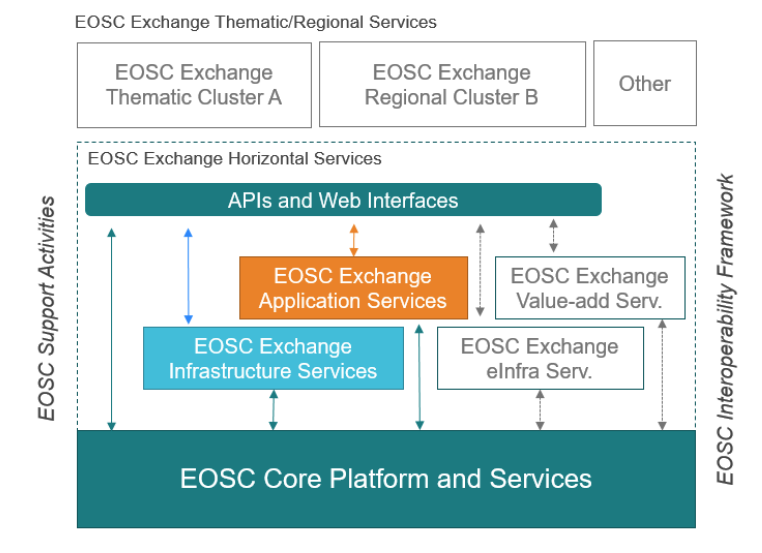 EOSC Exchange Thematic/Regional Services
EOSC Exchange
Thematic Cluster A
EOSC Exchange
Regional Cluster B
Other
EOSC Exchange Horizontal Services
APIs and Web Interfaces
EOSC Support Activities
EOSC Interoperability Framework
EOSC Exchange
Application Services
EOSC Exchange
Value-add Serv.
EOSC Exchange
Infrastructure Services
EOSC Exchange
eInfra Serv.
EOSC Core Platform and Services